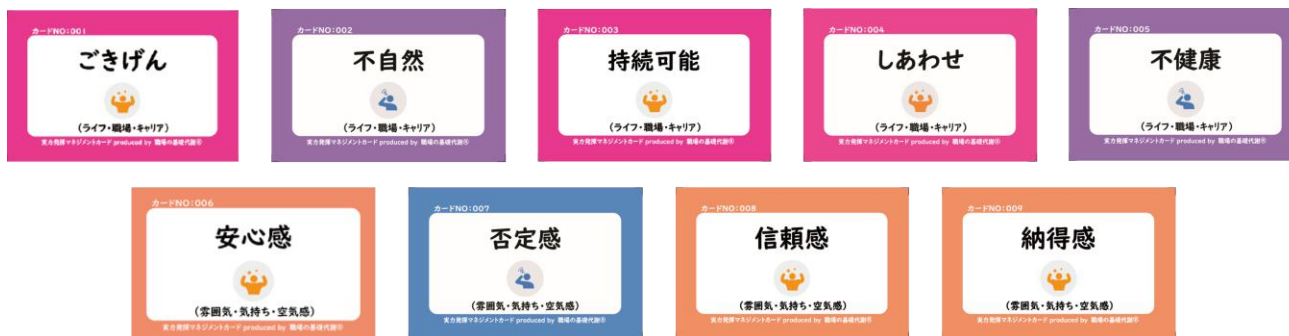 カードNO:001
ごきげん
(ライフ・職場・キャリア)
実力発揮マネジメントカード produced by 職場の基礎代謝®
カードNO:002
不自然
(ライフ・職場・キャリア)
実力発揮マネジメントカード produced by 職場の基礎代謝®
カードNO:003
持続可能
(ライフ・職場・キャリア)
実力発揮マネジメントカード produced by 職場の基礎代謝®
カードNO:004
しあわせ
(ライフ・職場・キャリア)
実力発揮マネジメントカード produced by 職場の基礎代謝®
カードNO:005
不健康
(ライフ・職場・キャリア)
実力発揮マネジメントカード produced by 職場の基礎代謝®
カードNO:006
安心感
(雰囲気・気持ち・空気感)
実力発揮マネジメントカード produced by 職場の基礎代謝®
カードNO:007
否定感
(雰囲気・気持ち・空気感)
実力発揮マネジメントカード produced by 職場の基礎代謝®
カードNO:008
信頼感
(雰囲気・気持ち・空気感)
実力発揮マネジメントカード produced by 職場の基礎代謝®
カードNO:009
納得感
(雰囲気・気持ち・空気感)
実力発揮マネジメントカード produced by 職場の基礎代謝®